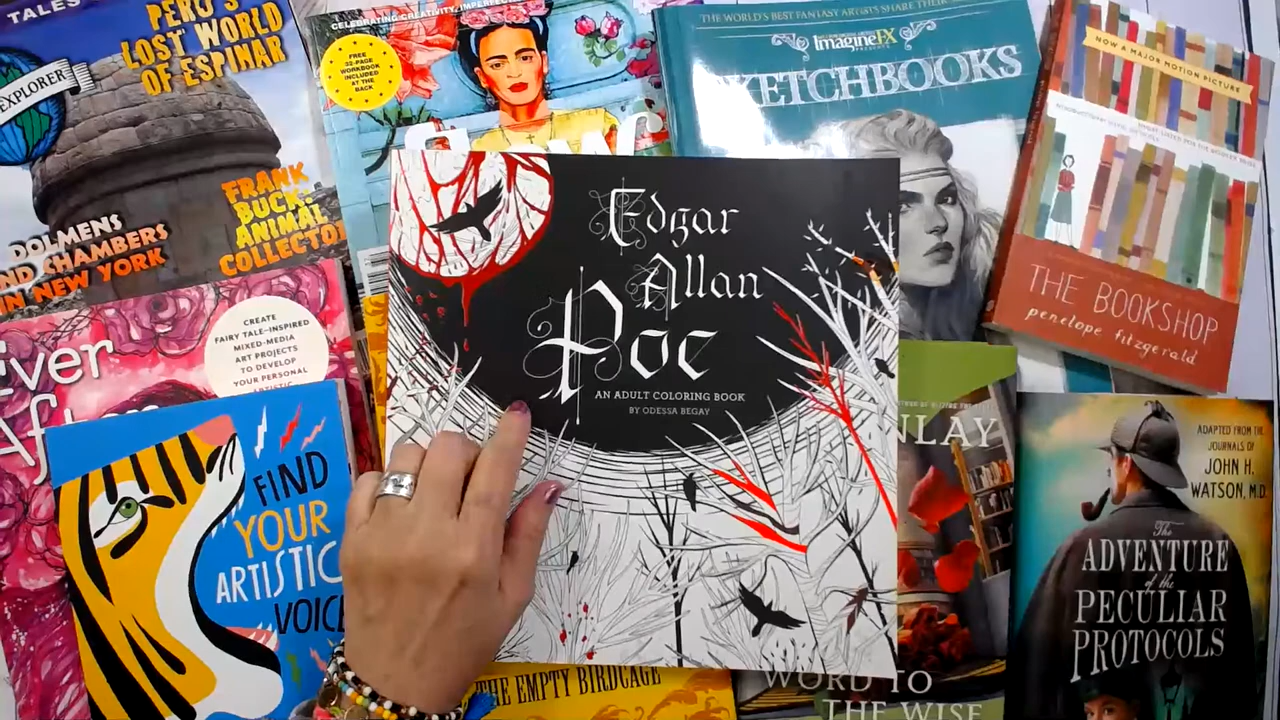 TALES
EXPLORER
PERU'S
LOST WORLD
OF ESPINAR
DOLMENS
AND CHAMBERS
IN NEW YORK
FRANK
BUCK:
ANIMAL
COLLECTOR
CELEBRATING CREATIVITY, IMPERFEC
FREE
32-PAGE
WORKBOOK
INCLUDED
AT THE
BACK
THE WORLD'S BEST FANTASY ARTISTS SHARE THEIR
ImagineFX
PRESENTS
SKETCHBOOKS
NOW A MAJOR MOTION PICTURE
THE BOOKSHOP
penelope fitzgerald
Edgar
Allan
Poe
AN ADULT COLORING BOOK
BY ODESSA BEGAY
Ever
After
CREATE
FAIRY TALE–INSPIRED
MIXED-MEDIA
ART PROJECTS
TO DEVELOP
YOUR PERSONAL
ARTISTIC
FIND
YOUR
ARTISTIC
VOICE
THE EMPTY BIRDCAGE
NLAY
WORD TO
THE WISE
ADAPTED FROM THE
JOURNALS OF
JOHN H.
WATSON, M.D.
The
ADVENTURE
of the
PECULIAR
PROTOCOLS